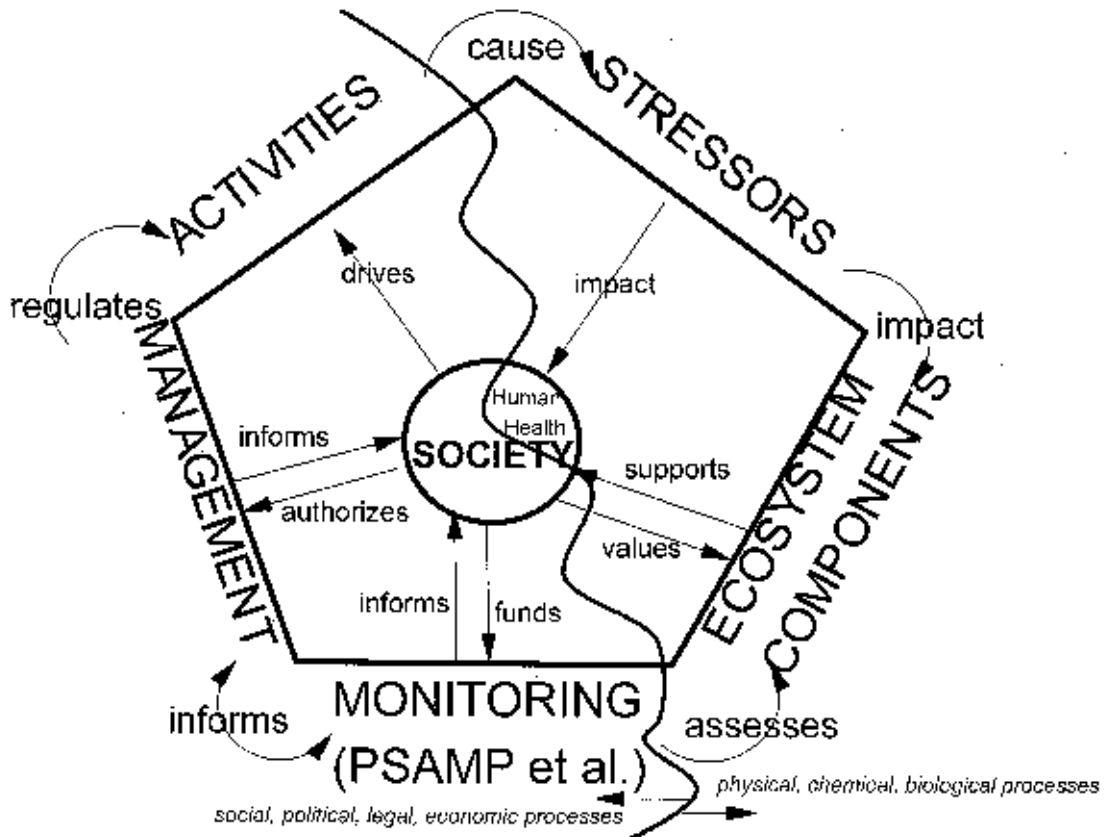 cause
STRESSORS
ACTIVITIES
regulates
drives
impact
impact
MANAGEMENT
Human
Health
SOCIETY
informs
authorizes
supports
values
ECOSYSTEM
COMPONENTS
informs
funds
informs
MONITORING
(PSAMP et al.)
assesses
physical, chemical, biological processes
social, political, legal, economic processes